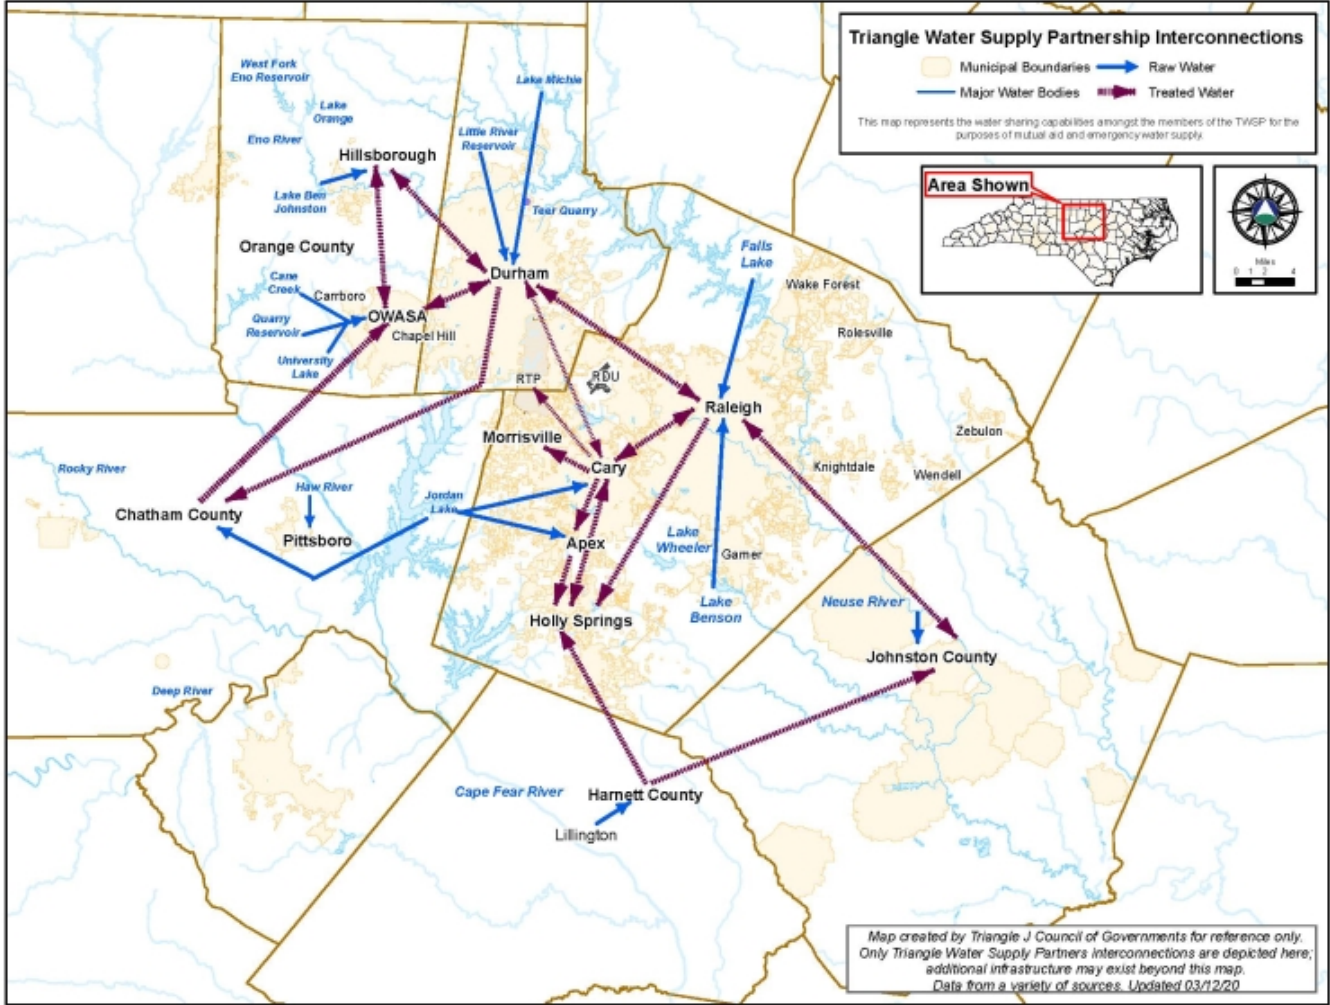 Triangle Water Supply Partnership Interconnections
Municipal Boundaries
Raw Water
Major Water Bodies
Treated Water
This map represents the water sharing capabilities amongst the members of the TWSP for the
purposes of mutual aid and emergency water supply.
Area Shown
Miles
0 1 2 4
West Fork
Eno Reservoir
Lake
Orange
Eno River
Hillsborough
Lake Ben
Johnston
Lake Michie
Little River
Reservoir
Teer Quarry
Orange County
Durham
Cane
Creek
Carrboro
OWASA
Quarry
Reservoir
Chapel Hill
University
Lake
Falls
Lake
Wake Forest
Rolesville
RTP
RDU
Raleigh
Morrisville
Zebulon
Cary
Knightdale
Wendell
Rocky River
Haw River
Jordan
Lake
Chatham County
Pittsboro
Apex
Lake
Wheeler
Garner
Lake
Benson
Holly Springs
Neuse River
Johnston County
Deep River
Cape Fear River
Harnett County
Lillington
Map created by Triangle J Council of Governments for reference only.
Only Triangle Water Supply Partners Interconnections are depicted here;
additional infrastructure may exist beyond this map.
Data from a variety of sources. Updated 03/12/20